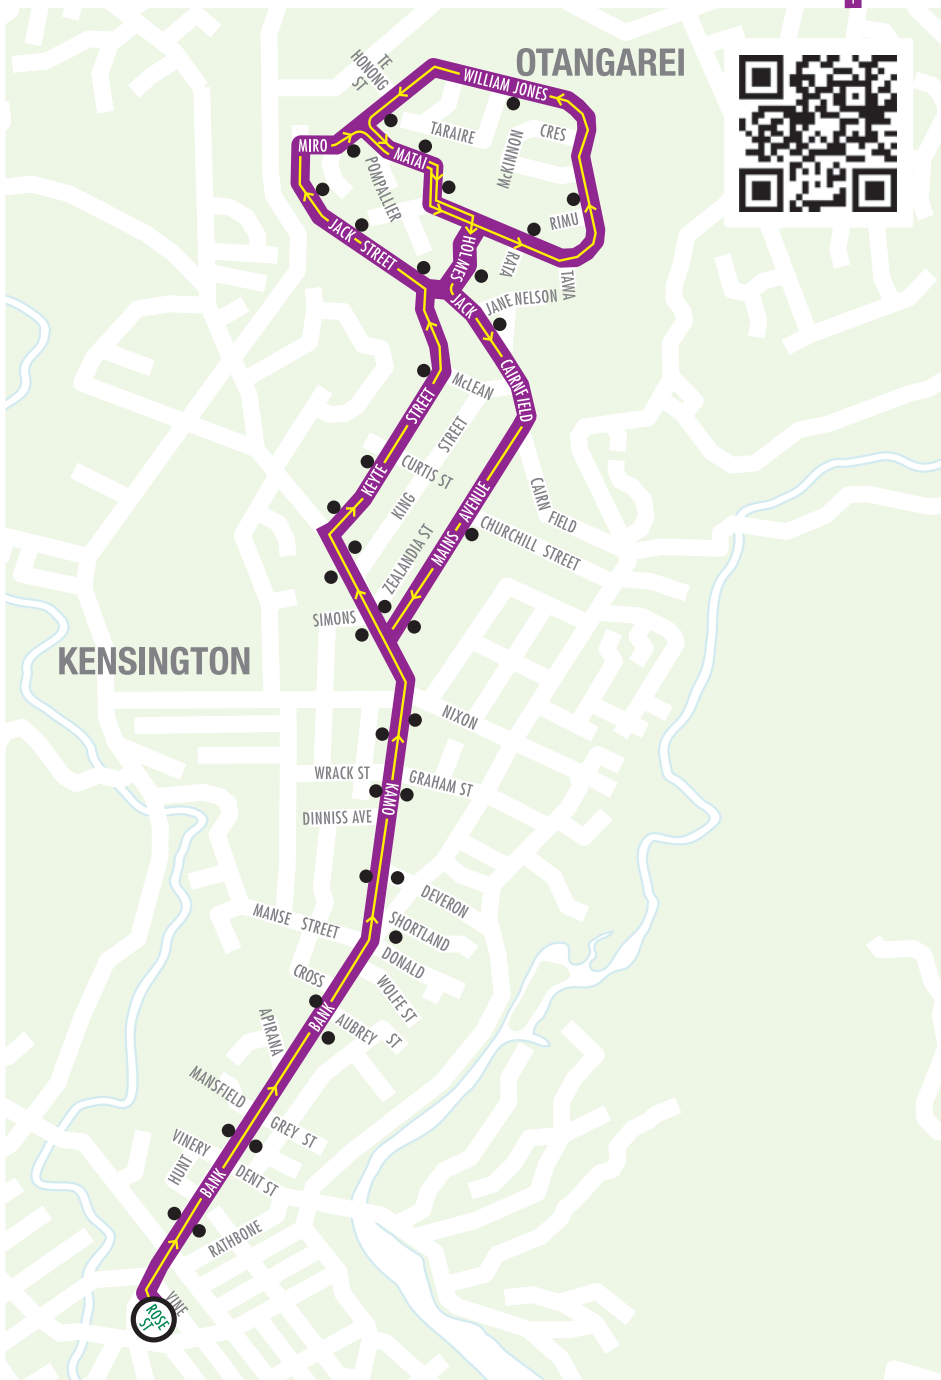 OTANGAREI
TE
HONONG
ST
WILLIAM JONES
CRES
TARAIRE
McKINNON
MIRO
MATAI
POMPALLIER
RIMU
JACK STREET
HOLMES
RATA
TAWA
JANE NELSON
JACK
CAIRNFIELD
McLEAN
STREET
STREET
CURTIS ST
KEYTE
KING
AVENUE
CAIRN FIELD
CHURCHILL STREET
MAINS
ZEALANDIA ST
SIMONS
KENSINGTON
NIXON
WRACK ST
GRAHAM ST
KAMO
DINNISS AVE
DEVERON
MANSE STREET
SHORTLAND
DONALD
CROSS
WOLFE ST
BANK
AUBREY ST
APIRANA
MANSFIELD
GREY ST
VINERY
HUNT
DENT ST
BANK
RATHBONE
VINE
ROSE
ST